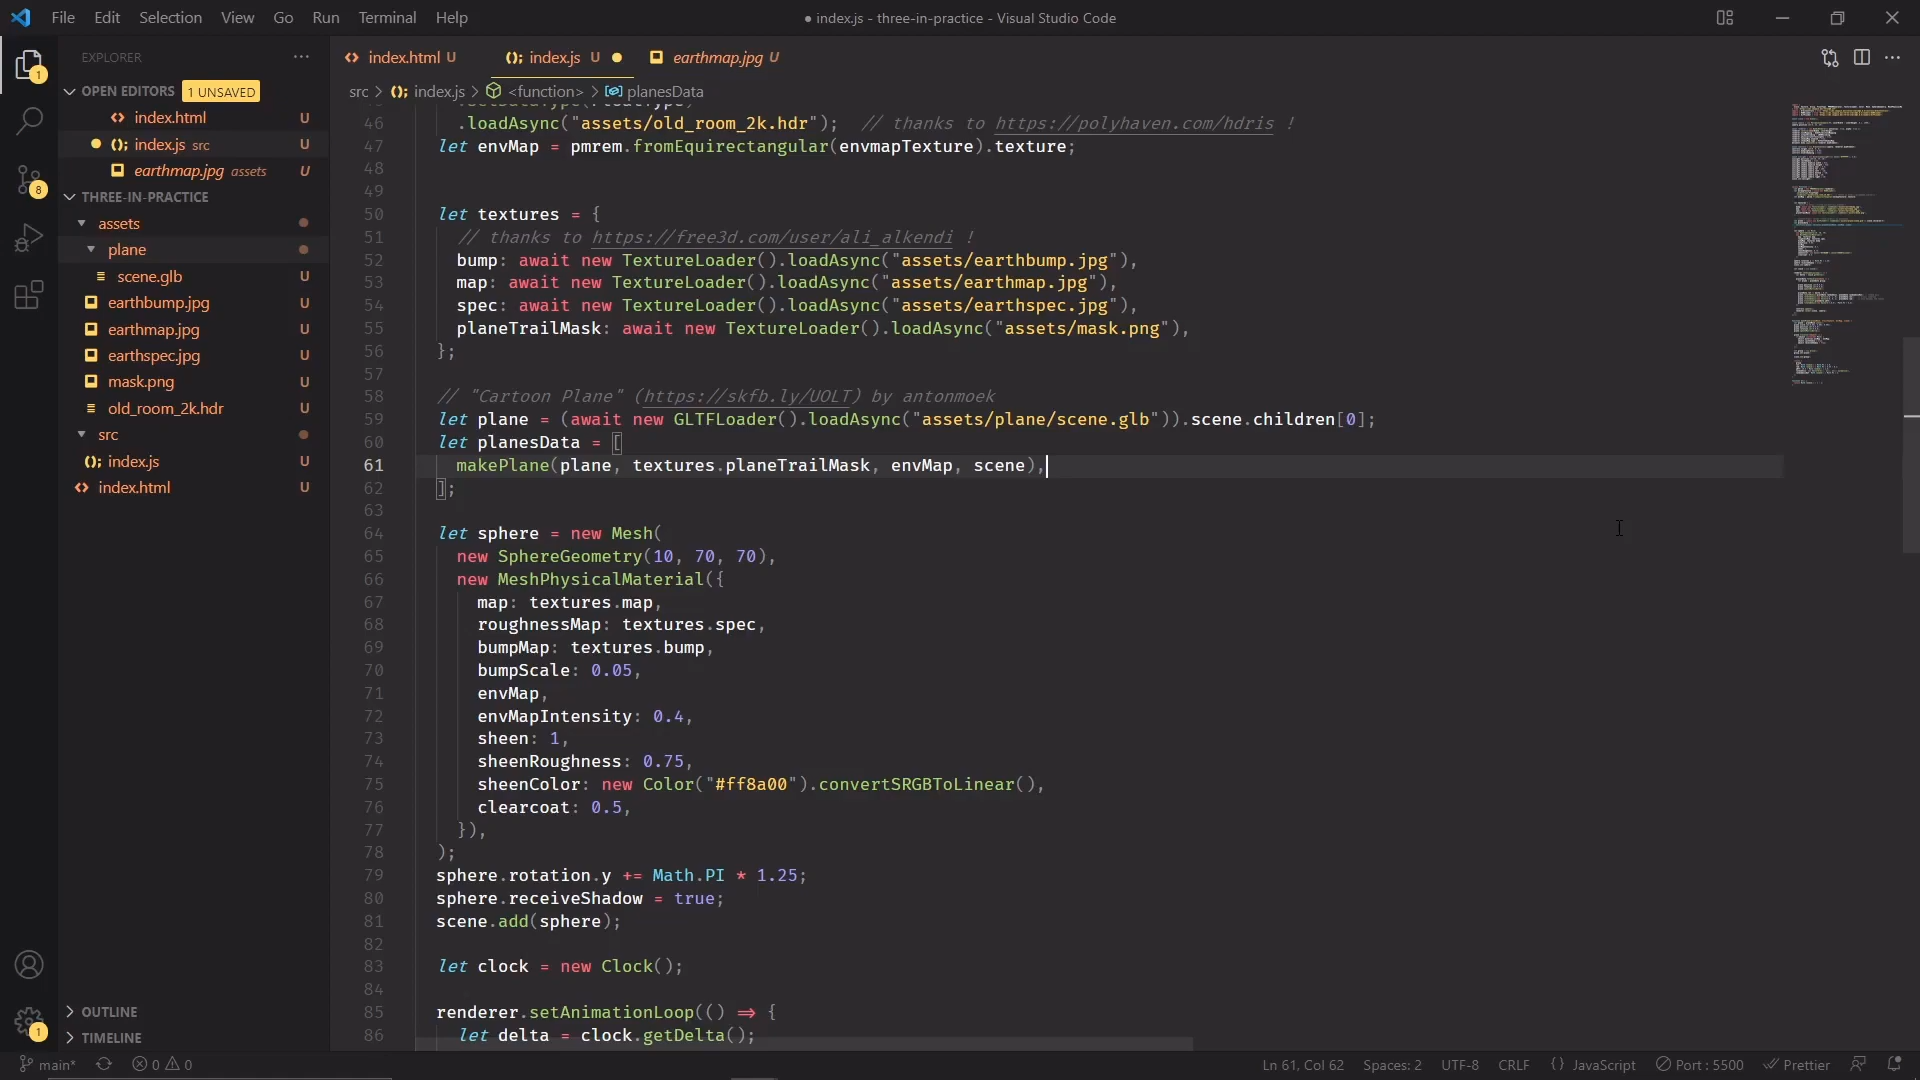 File Edit Selection View Go Run Terminal Help
● index.js - three-in-practice - Visual Studio Code
EXPLORER
OPEN EDITORS 1 UNSAVED
index.html U
index.js src U
earthmap.jpg assets U
THREE-IN-PRACTICE
assets
plane
scene.glb U
earthbump.jpg U
earthmap.jpg U
earthspec.jpg U
mask.png U
old_room_2k.hdr U
src
index.js U
index.html U
OUTLINE
TIMELINE
1
8
1
index.html U
index.js U
earthmap.jpg U
src > index.js > <function> > planesData
46 .loadAsync("assets/old_room_2k.hdr"); // thanks to https://polyhaven.com/hdris !
47 let envMap = pmrem.fromEquirectangular(envmapTexture).texture;
48
49
50 let textures = {
51 // thanks to https://free3d.com/user/ali_alkendi !
52 bump: await new TextureLoader().loadAsync("assets/earthbump.jpg"),
53 map: await new TextureLoader().loadAsync("assets/earthmap.jpg"),
54 spec: await new TextureLoader().loadAsync("assets/earthspec.jpg"),
55 planeTrailMask: await new TextureLoader().loadAsync("assets/mask.png"),
56 };
57
58 // "Cartoon Plane" (https://skfb.ly/UOLT) by antonmoek
59 let plane = (await new GLTFLoader().loadAsync("assets/plane/scene.glb")).scene.children[0];
60 let planesData = [
61 makePlane(plane, textures.planeTrailMask, envMap, scene),
62 ];
63
64 let sphere = new Mesh(
65 new SphereGeometry(10, 70, 70),
66 new MeshPhysicalMaterial({
67 map: textures.map,
68 roughnessMap: textures.spec,
69 bumpMap: textures.bump,
70 bumpScale: 0.05,
71 envMap,
72 envMapIntensity: 0.4,
73 sheen: 1,
74 sheenRoughness: 0.75,
75 sheenColor: new Color("#ff8a00").convertSRGBToLinear(),
76 clearcoat: 0.5,
77 }),
78 );
79 sphere.rotation.y += Math.PI * 1.25;
80 sphere.receiveShadow = true;
81 scene.add(sphere);
82
83 let clock = new Clock();
84
85 renderer.setAnimationLoop(() => {
86 let delta = clock.getDelta();
main* 0 0 Ln 61, Col 62 Spaces: 2 UTF-8 CRLF {} JavaScript Port : 5500 Prettier